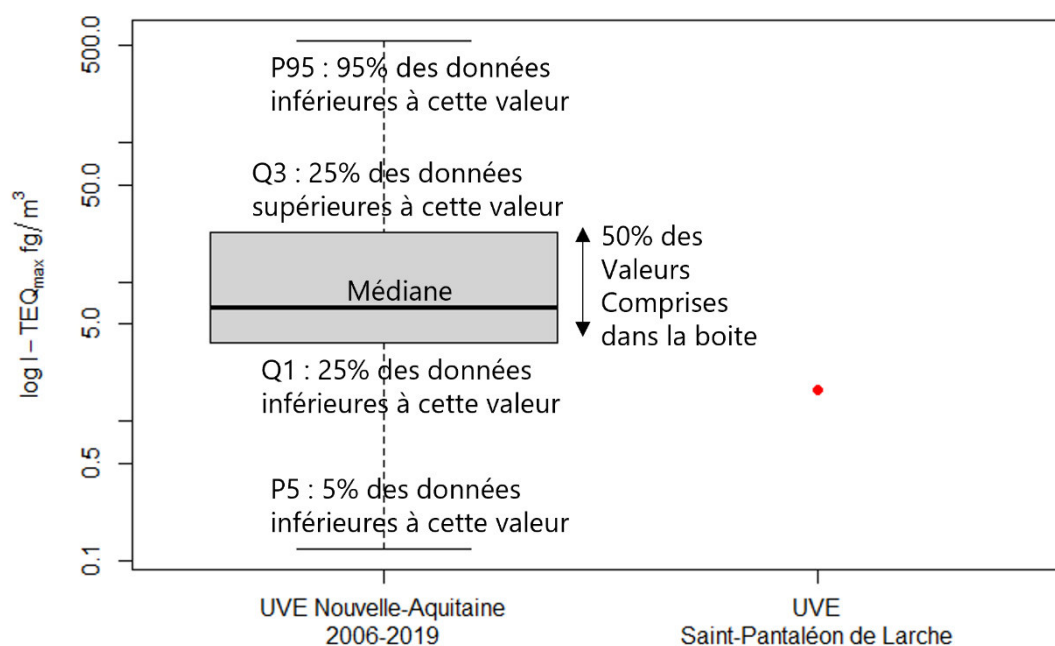 500.0
50.0
5.0
0.5
0.1
log I − TEQmax fg/ m³
P95 : 95% des données
inférieures à cette valeur
Q3 : 25% des données
supérieures à cette valeur
Médiane
50% des
Valeurs
Comprises
dans la boite
Q1 : 25% des données
inférieures à cette valeur
P5 : 5% des données
inférieures à cette valeur
UVE Nouvelle-Aquitaine
2006-2019
UVE
Saint-Pantaléon de Larche